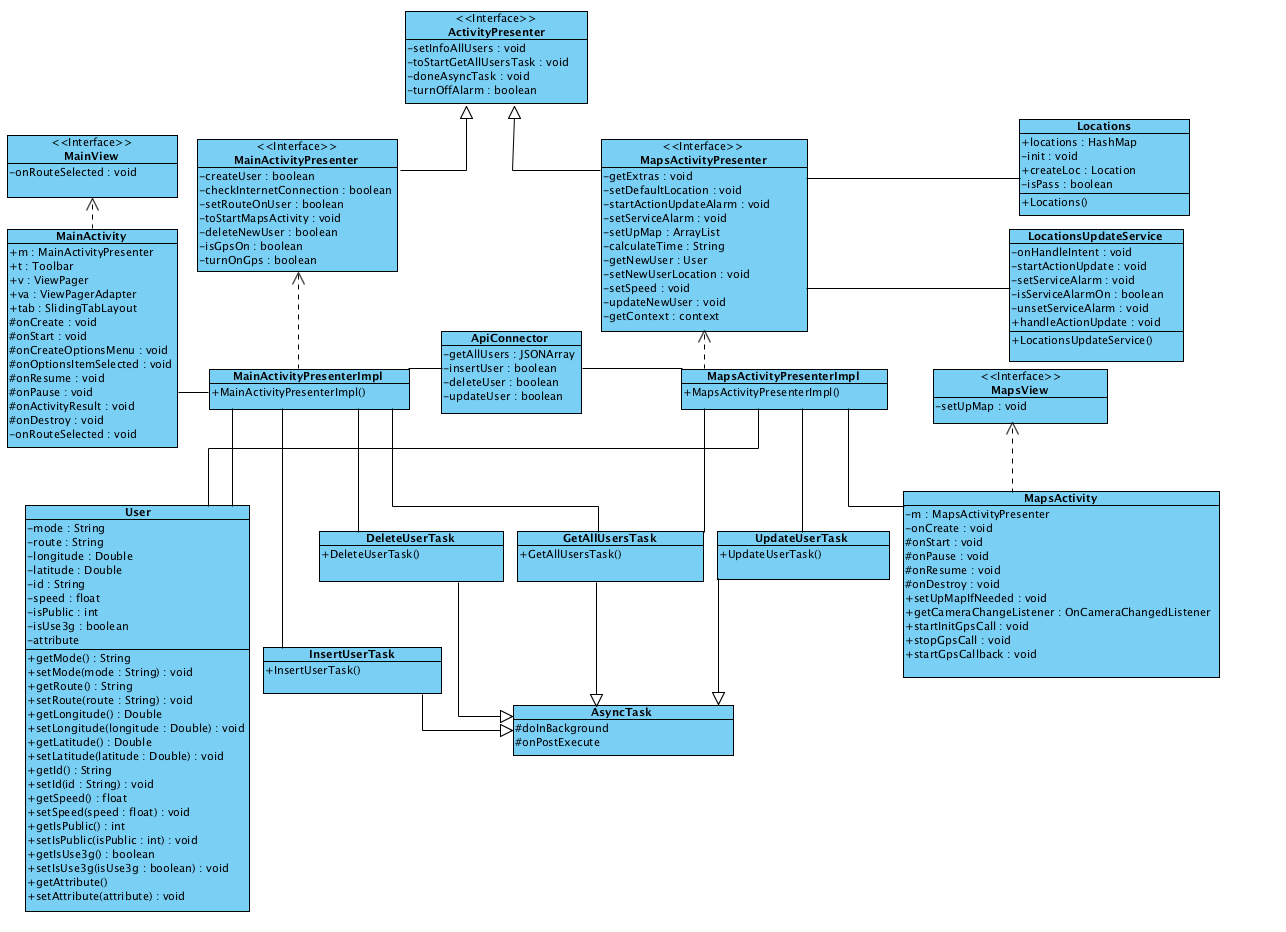 <<Interface>>
ActivityPresenter
-setInfoAllUsers : void
-toStartGetAllUsersTask : void
-doneAsyncTask : void
-turnOffAlarm : boolean
<<Interface>>
MainView
-onRouteSelected : void
<<Interface>>
MainActivityPresenter
-createUser : boolean
-checkInternetConnection : boolean
-setRouteOnUser : boolean
-toStartMapsActivity : void
-deleteNewUser : boolean
-isGpsOn : boolean
-turnOnGps : boolean
<<Interface>>
MapsActivityPresenter
-getExtras : void
-setDefaultLocation : void
-startActionUpdateAlarm : void
-setServiceAlarm : void
-setUpMap : ArrayList
-calculateTime : String
-getNewUser : User
-setNewUserLocation : void
-setSpeed : void
-updateNewUser : void
-getContext : context
Locations
+locations : HashMap
-init : void
+createLoc : Location
-isPass : boolean
+Locations()
MainActivity
+m : MainActivityPresenter
+t : Toolbar
+v : ViewPager
+va : ViewPagerAdapter
+tab : SlidingTabLayout
#onCreate : void
#onStart : void
#onCreateOptionsMenu : void
#onOptionsItemSelected : void
#onResume : void
#onPause : void
#onActivityResult : void
#onDestroy : void
-onRouteSelected : void
LocationsUpdateService
-onHandleIntent : void
-startActionUpdate : void
-setServiceAlarm : void
-isServiceAlarmOn : boolean
-unsetServiceAlarm : void
+handleActionUpdate : void
+LocationsUpdateService()
ApiConnector
-getAllUsers : JSONArray
-insertUser : boolean
-deleteUser : boolean
-updateUser : boolean
MainActivityPresenterImpl
+MainActivityPresenterImpl()
MapsActivityPresenterImpl
+MapsActivityPresenterImpl()
<<Interface>>
MapsView
-setUpMap : void
User
-mode : String
-route : String
-longitude : Double
-latitude : Double
-id : String
-speed : float
-isPublic : int
-isUse3g : boolean
-attribute
+getMode() : String
+setMode(mode : String) : void
+getRoute() : String
+setRoute(route : String) : void
+getLongitude() : Double
+setLongitude(longitude : Double) : void
+getLatitude() : Double
+setLatitude(latitude : Double) : void
+getId() : String
+setId(id : String) : void
+getSpeed() : float
+setSpeed(speed : float) : void
+getIsPublic() : int
+setIsPublic(isPublic : int) : void
+getIsUse3g() : boolean
+setIsUse3g(isUse3g : boolean) : void
+getAttribute()
+setAttribute(attribute) : void
DeleteUserTask
+DeleteUserTask()
GetAllUsersTask
+GetAllUsersTask()
UpdateUserTask
+UpdateUserTask()
MapsActivity
-m : MapsActivityPresenter
-onCreate : void
#onStart : void
#onPause : void
#onResume : void
#onDestroy : void
+setUpMapIfNeeded : void
+getCameraChangeListener : OnCameraChangedListener
+startInitGpsCall : void
+stopGpsCall : void
+startGpsCallback : void
InsertUserTask
+InsertUserTask()
AsyncTask
#doInBackground
#onPostExecute